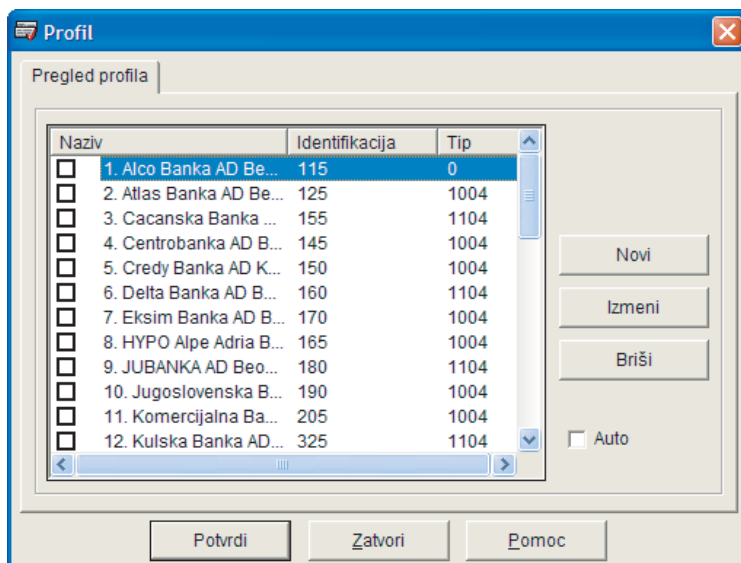 Profil
Pregled profila
Naziv Identifikacija Tip
1. Alco Banka AD Be... 115 0
2. Atlas Banka AD Be... 125 1004
3. Cacanska Banka ... 155 1104
4. Centrobanka AD B... 145 1004
5. Credy Banka AD K... 150 1004
6. Delta Banka AD B... 160 1104
7. Eksim Banka AD B... 170 1004
8. HYPO Alpe Adria B... 165 1004
9. JUBANKA AD Beo... 180 1104
10. Jugoslovenska B... 190 1004
11. Komercijalna Ba... 205 1004
12. Kulska Banka AD... 325 1104
Novi
Izmeni
Briši
Auto
Potvrdi Zatvori Pomoc